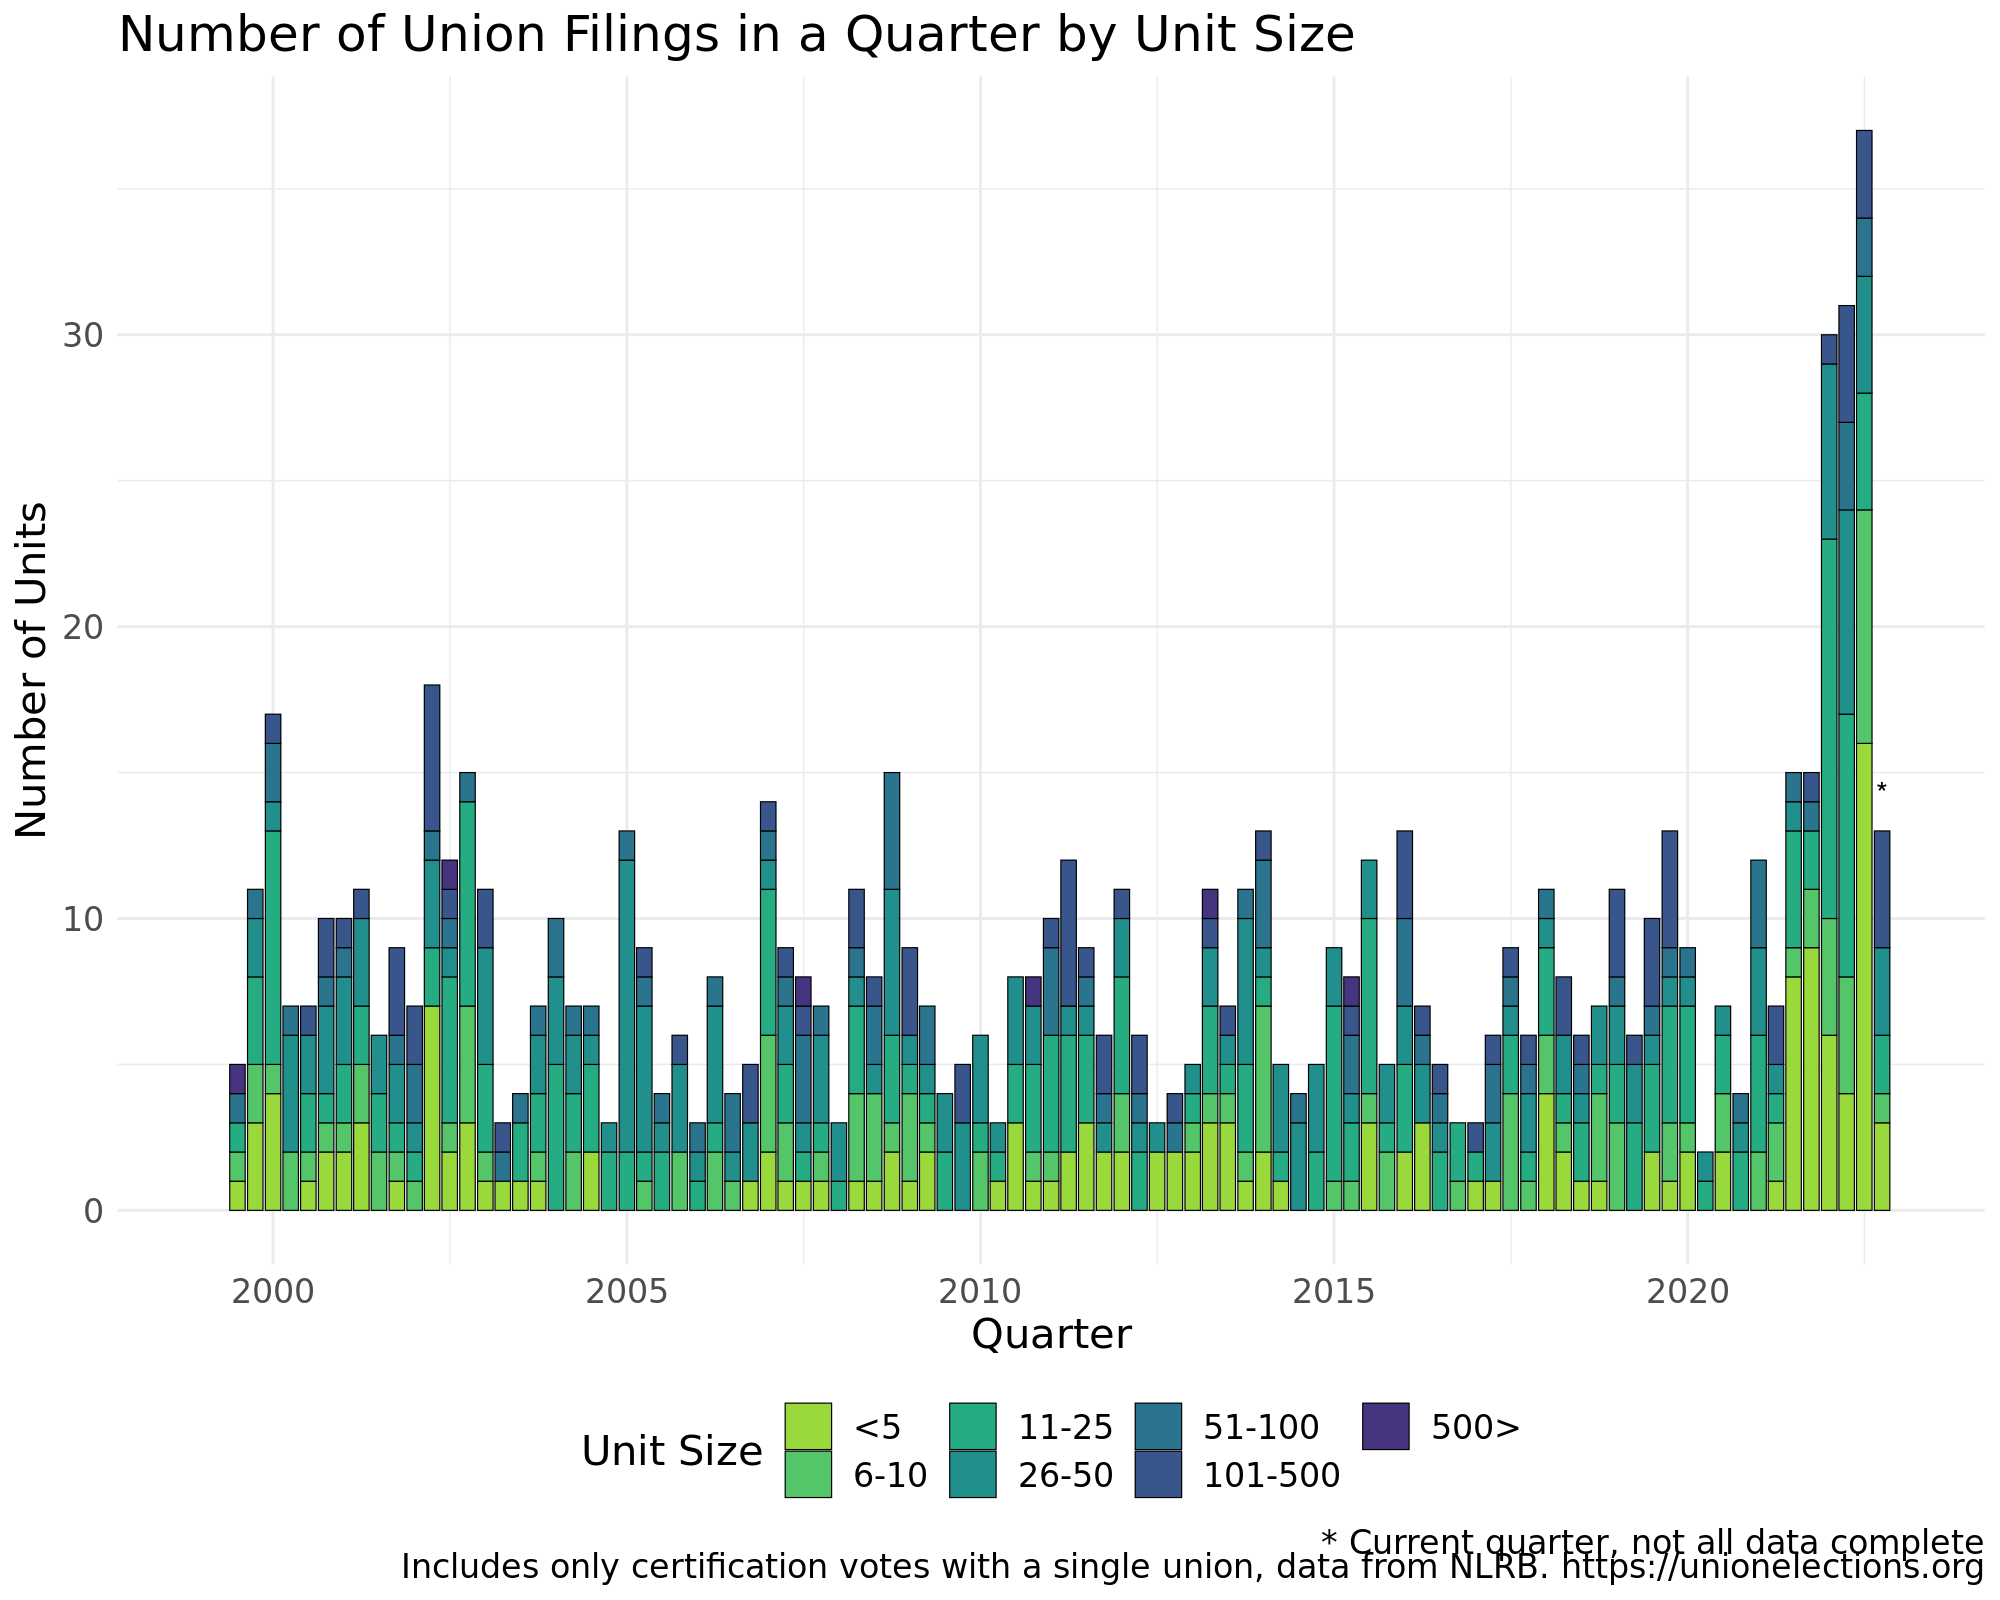 Number of Union Filings in a Quarter by Unit Size
Number of Units
30
20
10
0
2000 2005 2010 2015 2020
*
Quarter
Unit Size
<5 11-25 51-100 500>
6-10 26-50 101-500
* Current quarter, not all data complete
Includes only certification votes with a single union, data from NLRB. https://unionelections.org